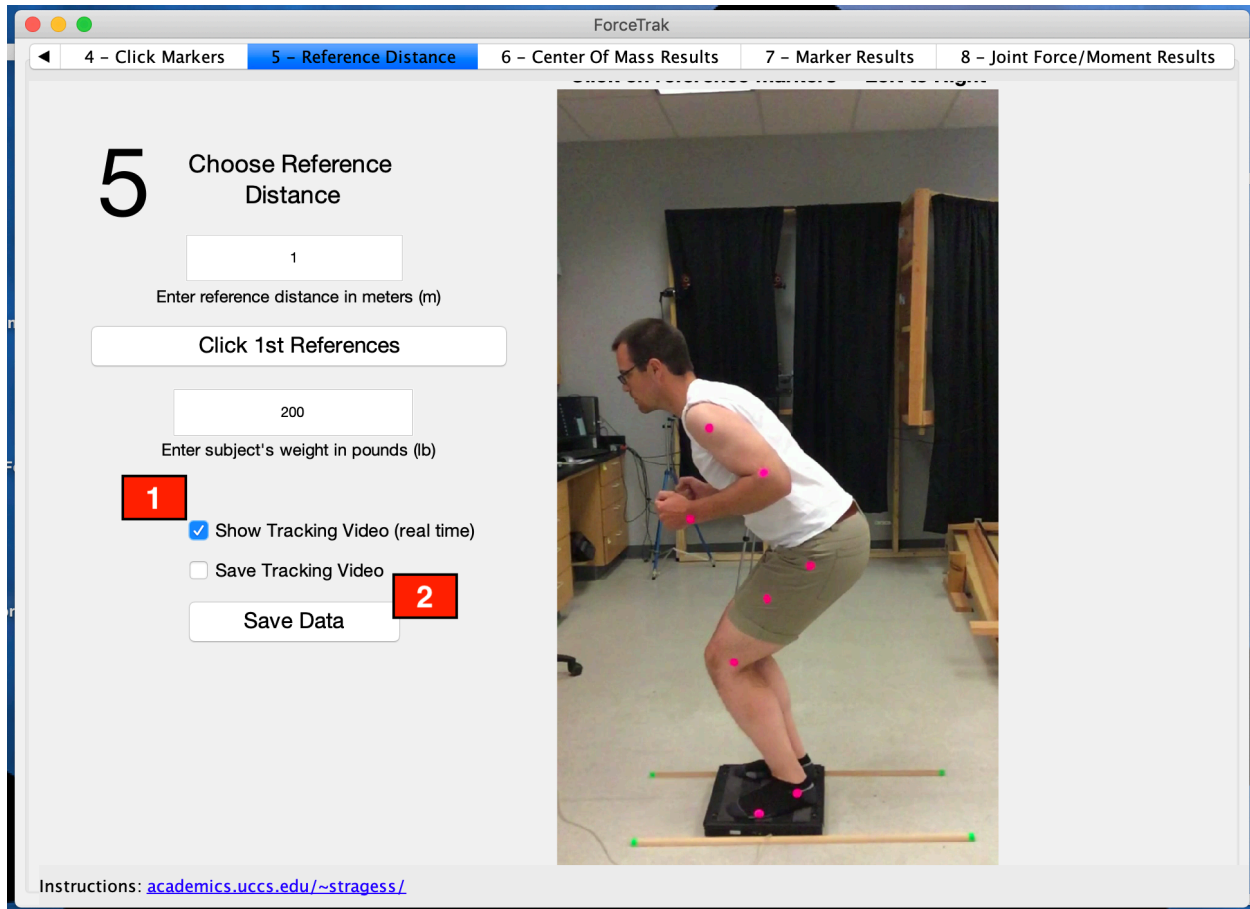 ForceTrak
4 – Click Markers
5 – Reference Distance
6 – Center Of Mass Results
7 – Marker Results
8 – Joint Force/Moment Results
5
Choose Reference
Distance
1
Enter reference distance in meters (m)
Click 1st References
200
Enter subject's weight in pounds (lb)
1
Show Tracking Video (real time)
Save Tracking Video
2
Save Data
Instructions: academics.uccs.edu/~stragess/